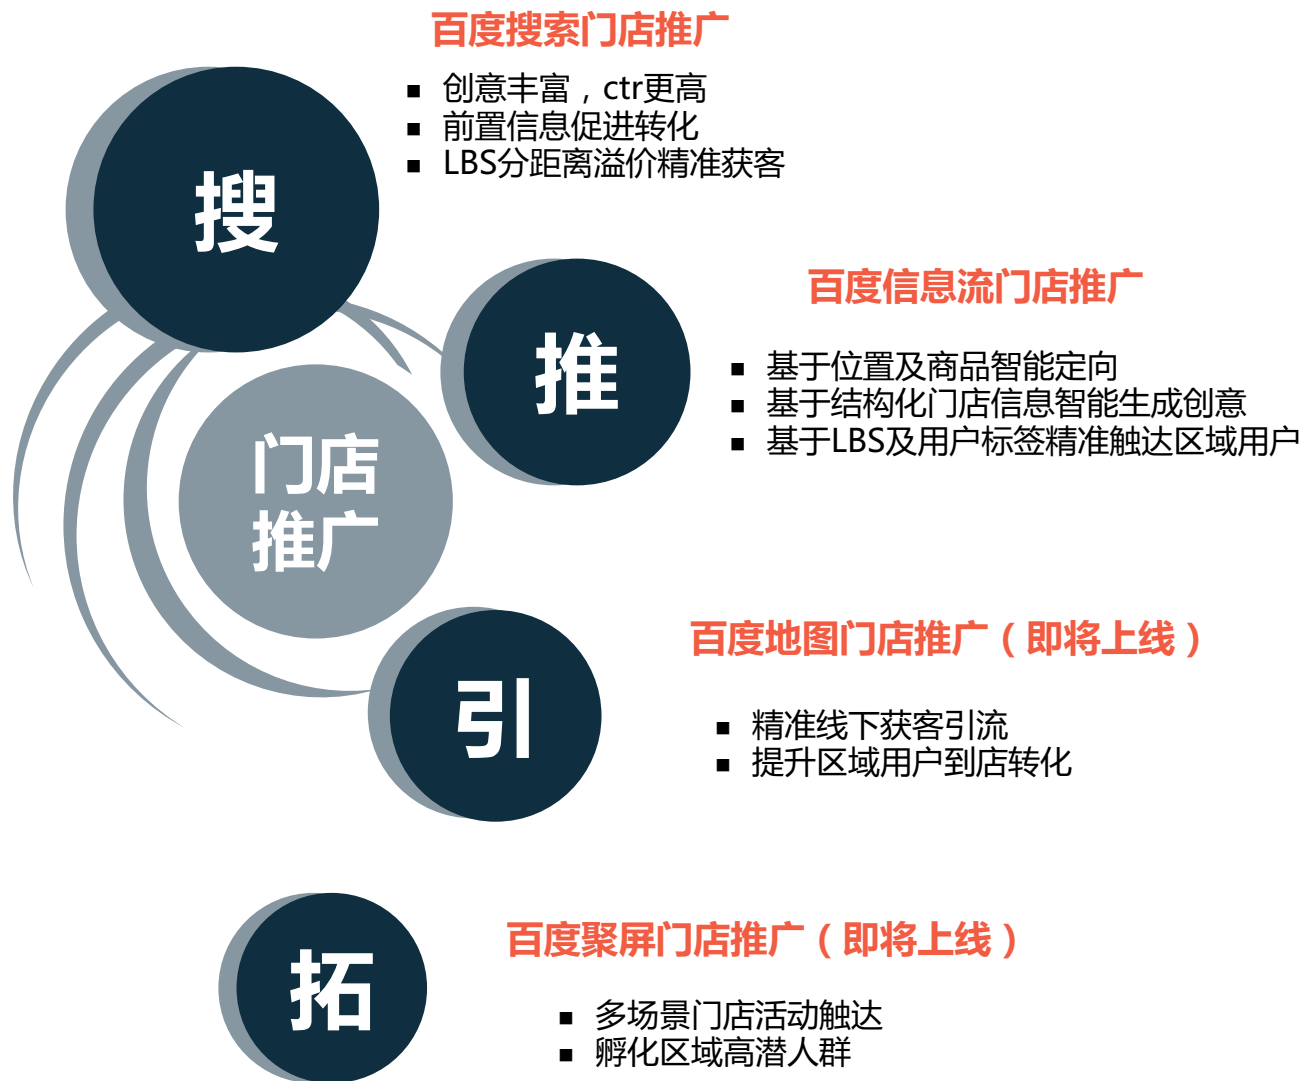 百度搜索门店推广
■ 创意丰富，ctr更高
■ 前置信息促进转化
■ LBS分距离溢价精准获客
搜
百度信息流门店推广
推
■ 基于位置及商品智能定向
■ 基于结构化门店信息智能生成创意
■ 基于LBS及用户标签精准触达区域用户
门店
推广
百度地图门店推广（即将上线）
引
■ 精准线下获客引流
■ 提升区域用户到店转化
百度聚屏门店推广（即将上线）
拓
■ 多场景门店活动触达
■ 孵化区域高潜人群